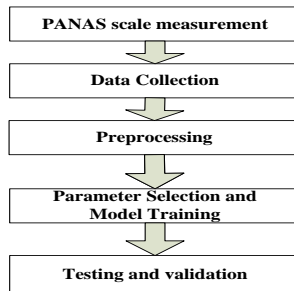 PANAS scale measurement
Data Collection
Preprocessing
Parameter Selection and
Model Training
Testing and validation